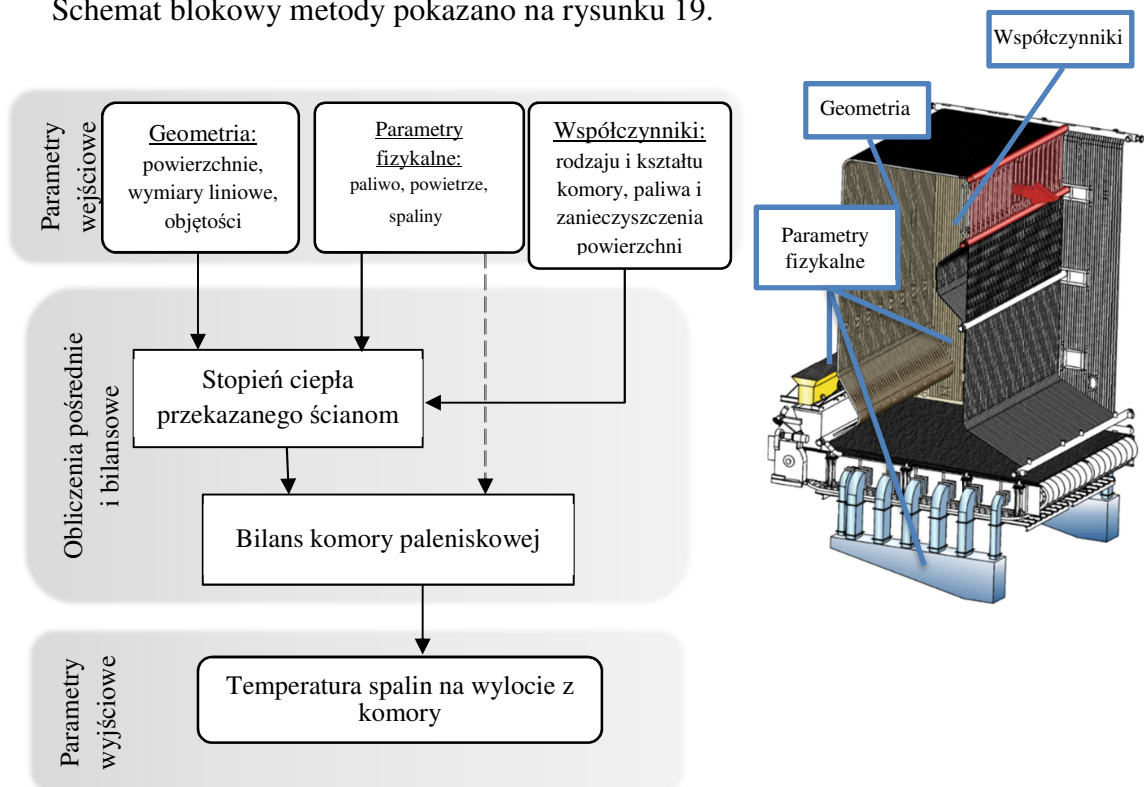 Schemat blokowy metody pokazano na rysunku 19.
Parametry
wejściowe
Geometria:
powierzchnie,
wymiary liniowe,
objętości
Parametry
fizykalne:
paliwo, powietrze,
spaliny
Współczynniki:
rodzaju i kształtu
komory, paliwa i
zanieczyszczenia
powierzchni
Obliczenia pośrednie
i bilansowe
Stopień ciepła
przekazanego ścianom
Bilans komory paleniskowej
Parametry
wyjściowe
Temperatura spalin na wylocie z
komory
Współczynniki
Geometria
Parametry
fizykalne